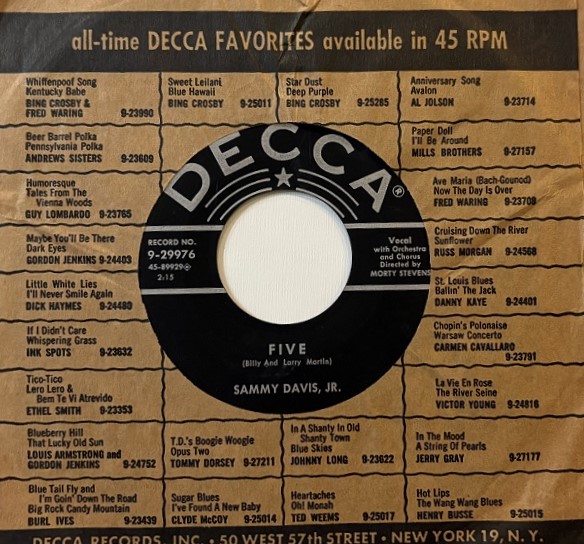 all-time DECCA FAVORITES available in 45 RPM
Whiffenpoof Song
Kentucky Babe
BING CROSBY &
FRED WARING 9-23990
Sweet Leilani
Blue Hawaii
BING CROSBY 9-25011
Star Dust
Deep Purple
BING CROSBY 9-25285
Anniversary Song
Avalon
AL JOLSON 9-23714
Beer Barrel Polka
Pennsylvania Polka
ANDREWS SISTERS 9-23609
Paper Doll
I'll Be Around
MILLS BROTHERS 9-27157
Humoresque
Tales From The
Vienna Woods
GUY LOMBARDO 9-23765
Ave Maria (Bach-Gounod)
Now The Day Is Over
FRED WARING 9-23708
Maybe You'll Be There
Dark Eyes
GORDON JENKINS 9-24403
Cruising Down The River
Sunflower
RUSS MORGAN 9-24568
Little White Lies
I'll Never Smile Again
DICK HAYMES 9-24480
St. Louis Blues
Ballin' The Jack
DANNY KAYE 9-24401
If I Didn't Care
Whispering Grass
INK SPOTS 9-23632
Chopin's Polonaise
Warsaw Concerto
CARMEN CAVALLARO
9-23791
Tico-Tico
Lero Lero &
Bem Te Vi Atrevido
ETHEL SMITH 9-23353
La Vie En Rose
The River Seine
VICTOR YOUNG 9-24816
Blueberry Hill
That Lucky Old Sun
LOUIS ARMSTRONG and
GORDON JENKINS 9-24752
T.D.'s Boogie Woogie
Opus Two
TOMMY DORSEY 9-27211
In A Shanty In Old
Shanty Town
Blue Skies
JOHNNY LONG 9-23622
In The Mood
A String Of Pearls
JERRY GRAY 9-27177
Blue Tail Fly and
I'm Goin' Down The Road
Big Rock Candy Mountain
BURL IVES 9-23439
Sugar Blues
I've Found A New Baby
CLYDE McCOY 9-25014
Heartaches
Oh! Monah
TED WEEMS 9-25017
Hot Lips
The Wang Wang Blues
HENRY BUSSE 9-25015
DECCA RECORDS, INC. • 50 WEST 57th STREET • NEW YORK 19, N. Y.
DECCA
RECORD NO.
9-29976
45-89929
2:15
Vocal
with Orchestra
and Chorus
Directed by
MORTY STEVENS
FIVE
(Billy And Larry Martin)
SAMMY DAVIS, JR.